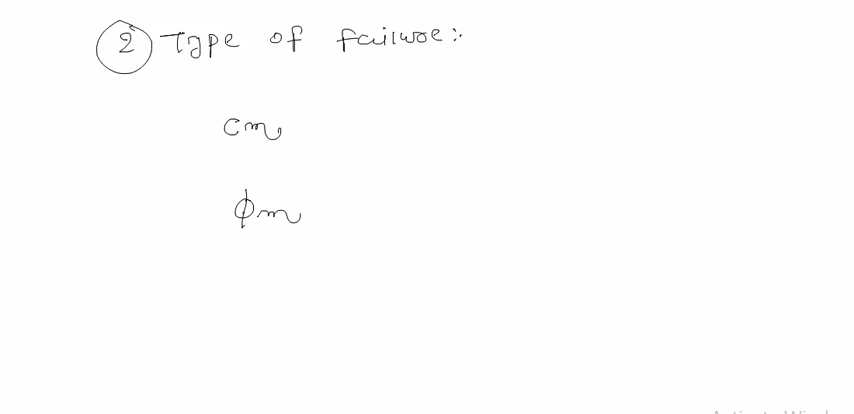 ② Type of failure :-
cm
φm